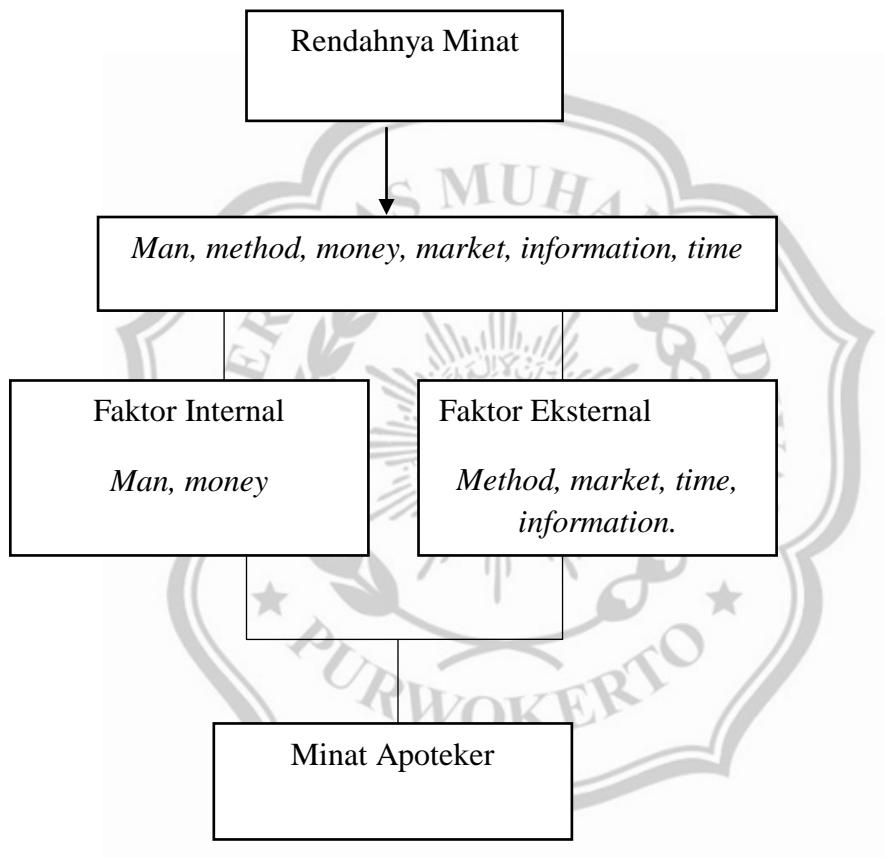 Rendahnya Minat
Man, method, money, market, information, time
Faktor Internal
Man, money
Faktor Eksternal
Method, market, time,
information.
Minat Apoteker
PURWOKERTO